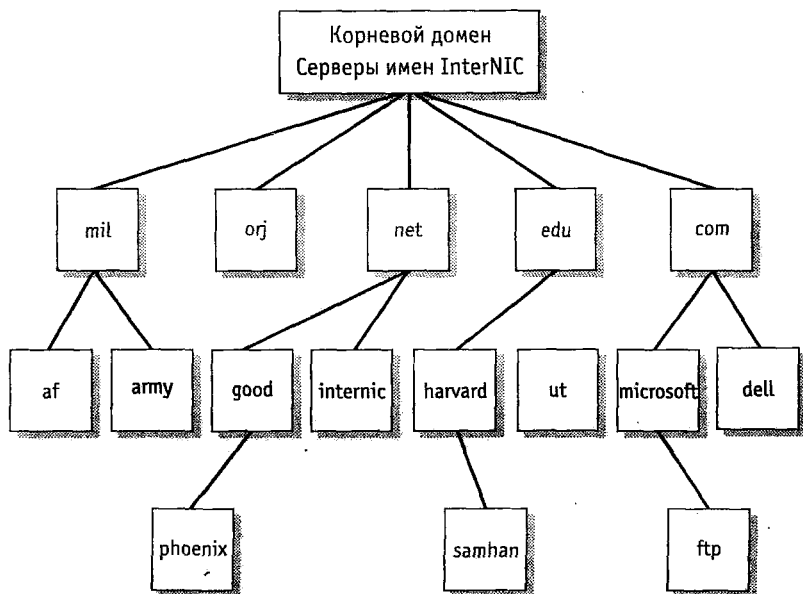 Корневой домен
Серверы имен InterNIC
mil
orj
net
edu
com
af
army
good
internic
harvard
ut
microsoft
dell
phoenix
samhan
ftp